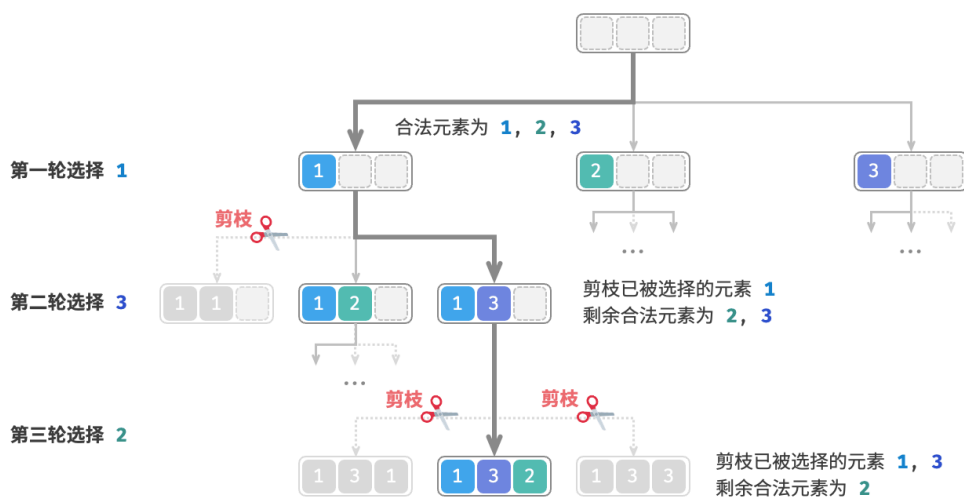 合法元素为 1, 2, 3
第一轮选择 1
1
2
3
剪枝
第二轮选择 3
1 1
1 2
1 3
剪枝已被选择的元素 1
剩余合法元素为 2, 3
...
...
...
剪枝
剪枝
第三轮选择 2
1 3 1
1 3 2
1 3 3
剪枝已被选择的元素 1, 3
剩余合法元素为 2